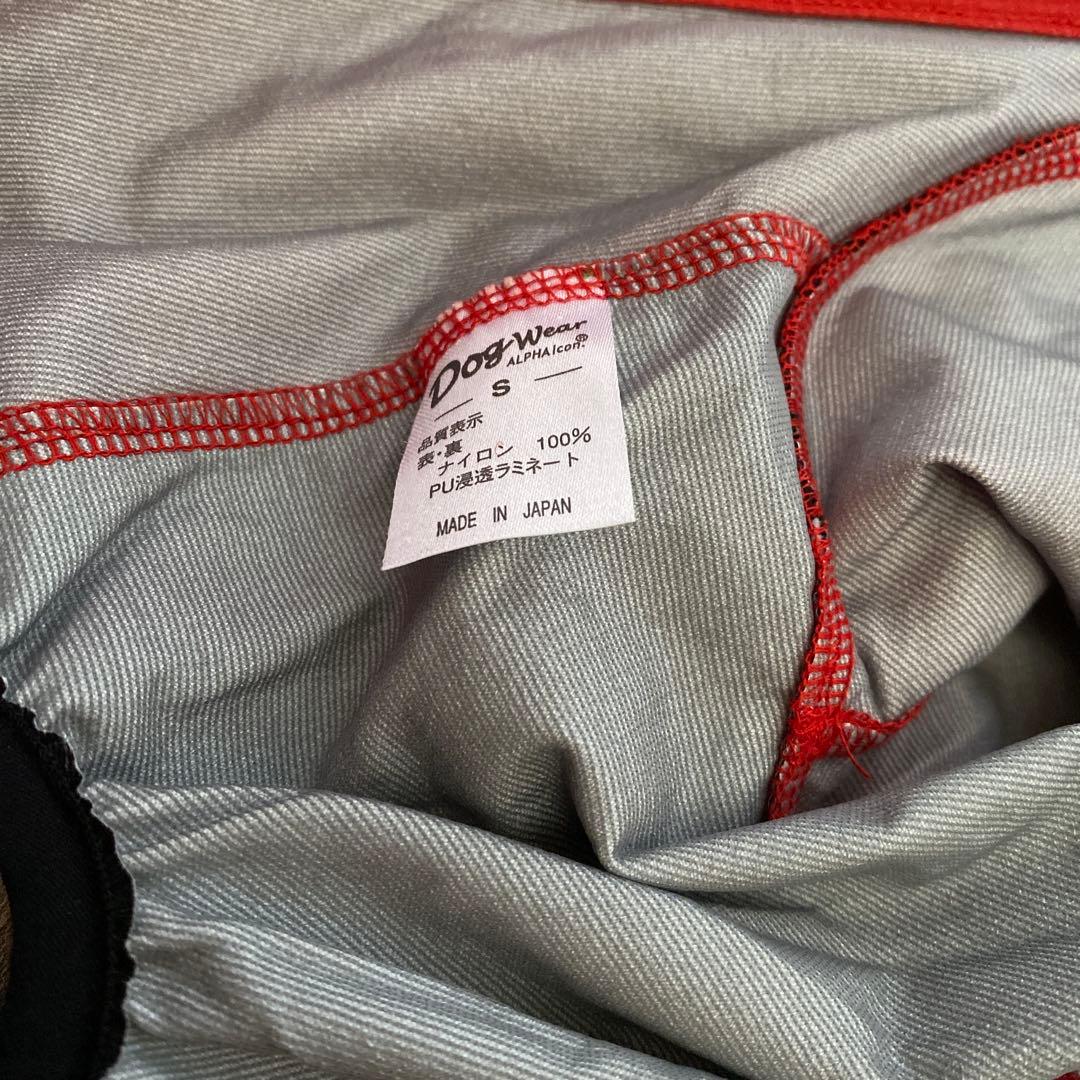 Dog Wear
ALPHAIcon.®
S
品質表示
表・裏
ナイロン 100%
PU浸透ラミネート
MADE IN JAPAN